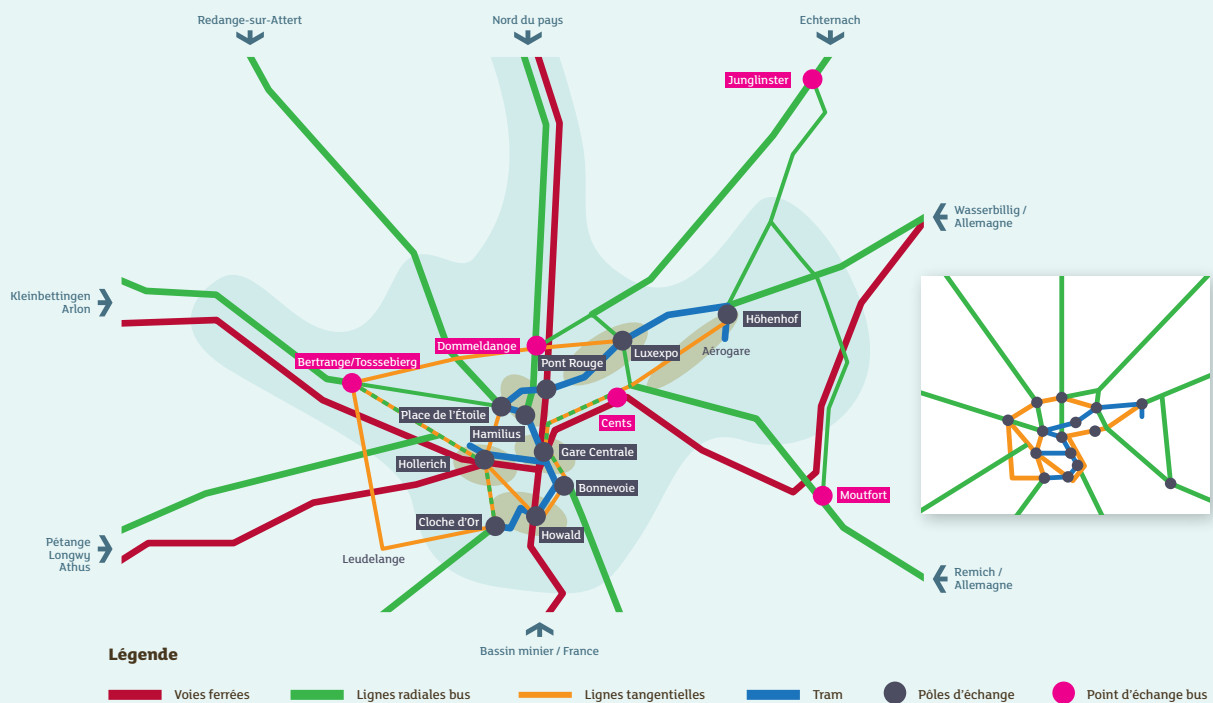 Redange-sur-Attert
Nord du pays
Echternach
Junglinster
Wasserbillig /
Allemagne
Kleinbettingen
Arlon
Höhenhof
Dommeldange
Luxexpo
Aérogare
Bertrange/Tosssebierg
Pont Rouge
Place de l'Étoile
Cents
Hamilius
Gare Centrale
Hollerich
Bonnevoie
Moutfort
Cloche d'Or
Howald
Pétange
Longwy
Athus
Leudelange
Remich /
Allemagne
Bassin minier / France
Légende
Voies ferrées
Lignes radiales bus
Lignes tangentielles
Tram
Pôles d'échange
Point d'échange bus